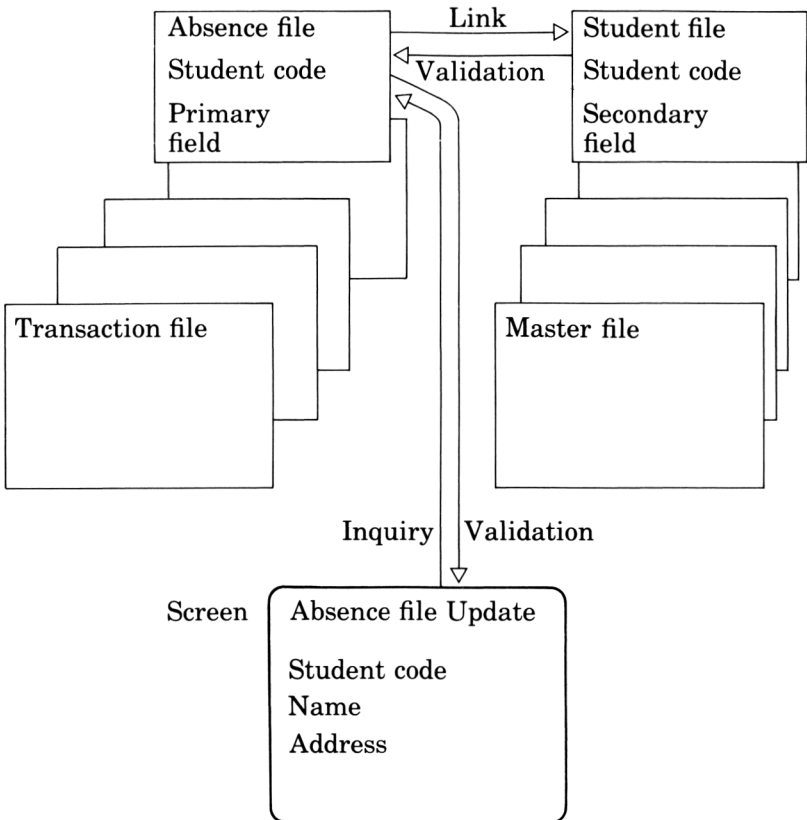 Absence file
Student code
Primary
field
Link
Validation
Student file
Student code
Secondary
field
Transaction file
Master file
Inquiry
Validation
Screen
Absence file Update
Student code
Name
Address